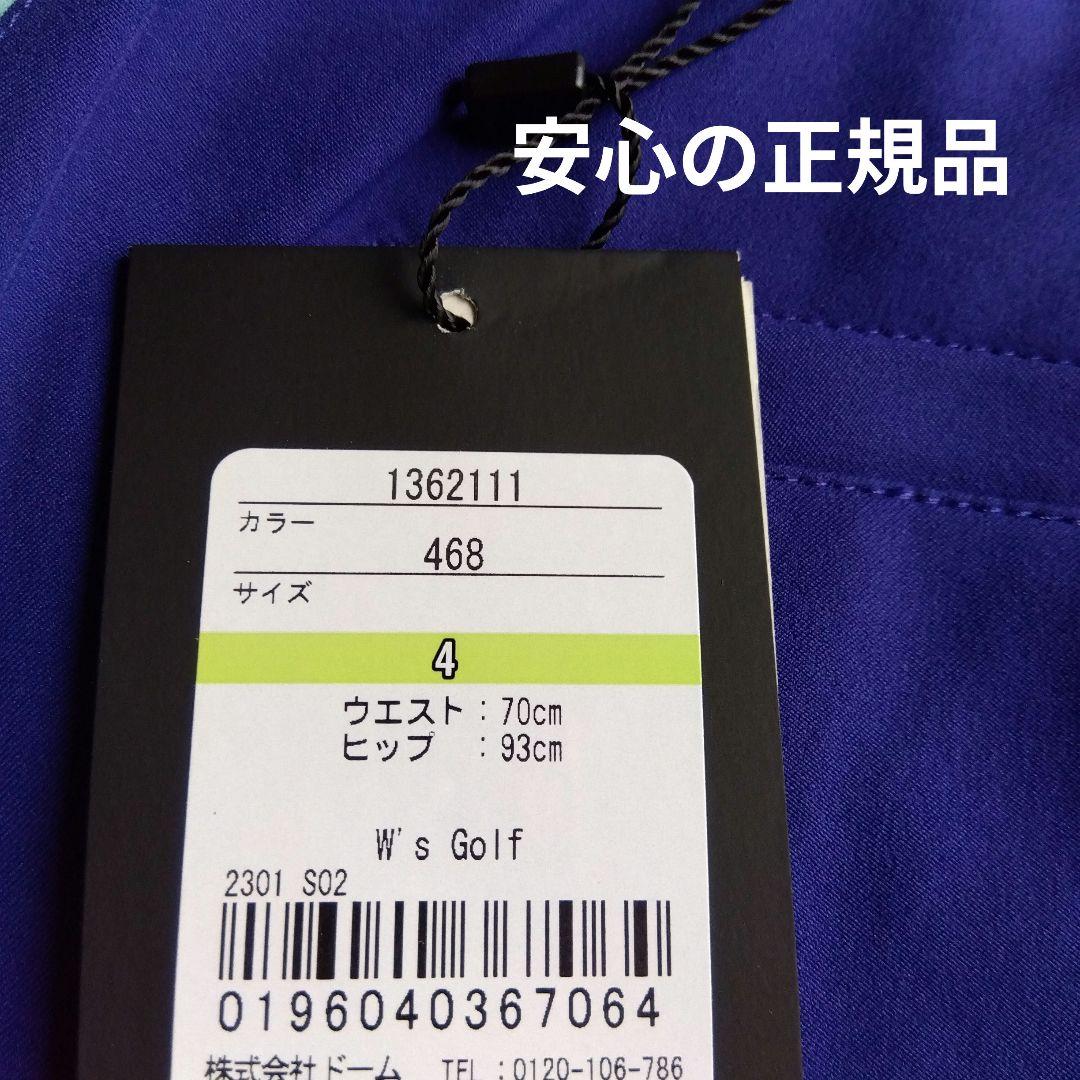 安心の正規品
1362111
カラー
468
サイズ
4
ウエスト：70cm
ヒップ ：93cm
W's Golf
2301 S02
0196040367064
株式会社ドーム TEL：0120-106-786